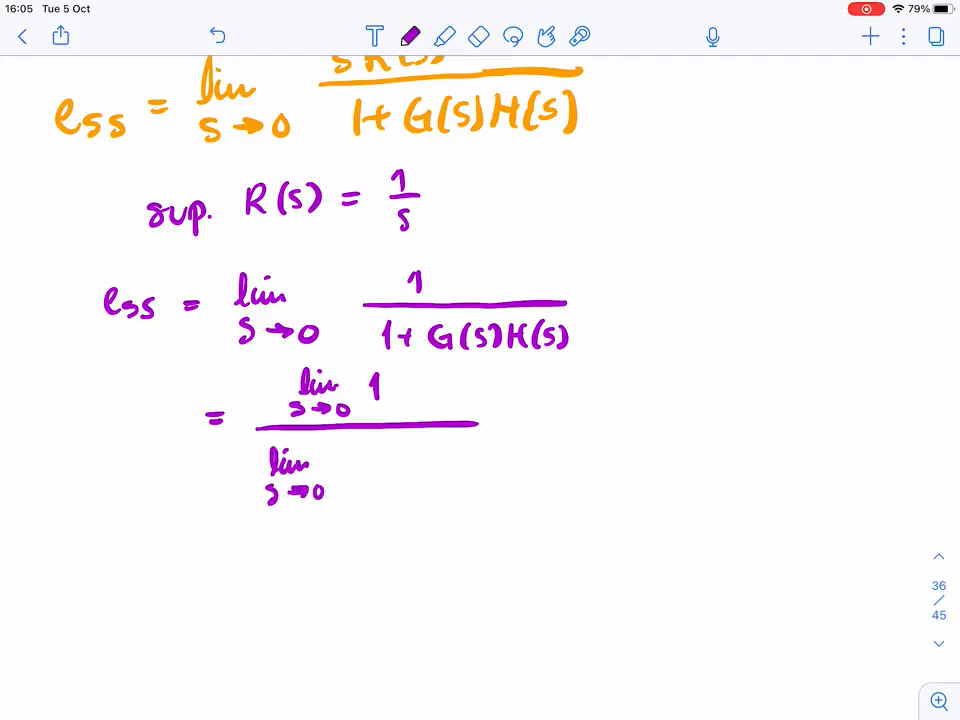 16:05 Tue 5 Oct 79%
ess = lim s→0 sR(s) / 1 + G(s)H(s)
sup. R(s) = 1/s
ess = lim s→0 1 / 1 + G(s)H(s)
= lim s→0 1
lim s→0
36
/
45